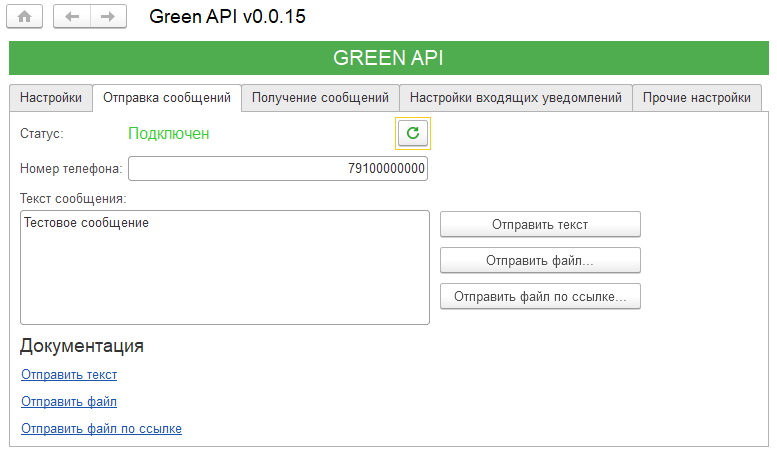 Green API v0.0.15
GREEN API
Настройки Отправка сообщений Получение сообщений Настройки входящих уведомлений Прочие настройки
Статус: Подключен
Номер телефона: 79100000000
Текст сообщения:
Тестовое сообщение
Отправить текст
Отправить файл...
Отправить файл по ссылке...
Документация
Отправить текст
Отправить файл
Отправить файл по ссылке